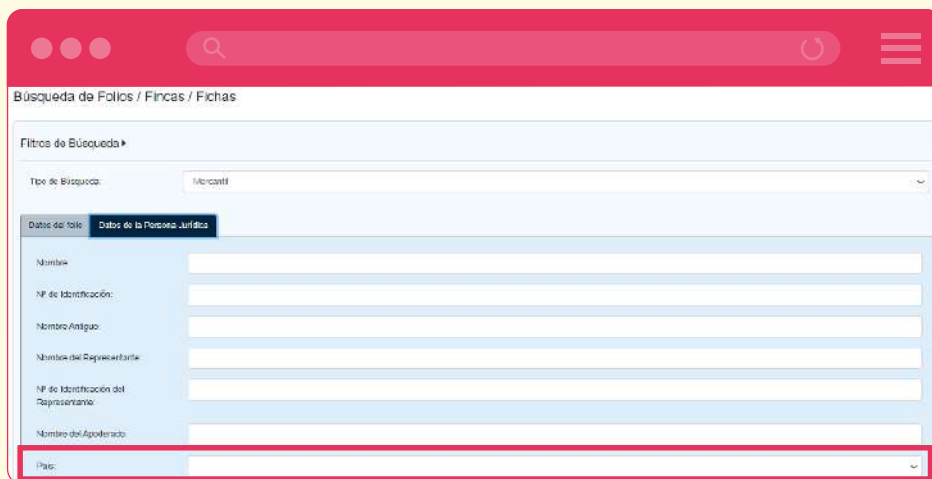 Búsqueda de Folios / Fincas / Fichas
Filtros de Búsqueda
Tipo de Búsqueda:
Mercantil
Datos del folio
Datos de la Persona Jurídica
Nombre
Nº de Identificación:
Nombre Antiguo:
Nombre del Representante:
Nº de Identificación del
Representante:
Nombre del Apoderado:
País: